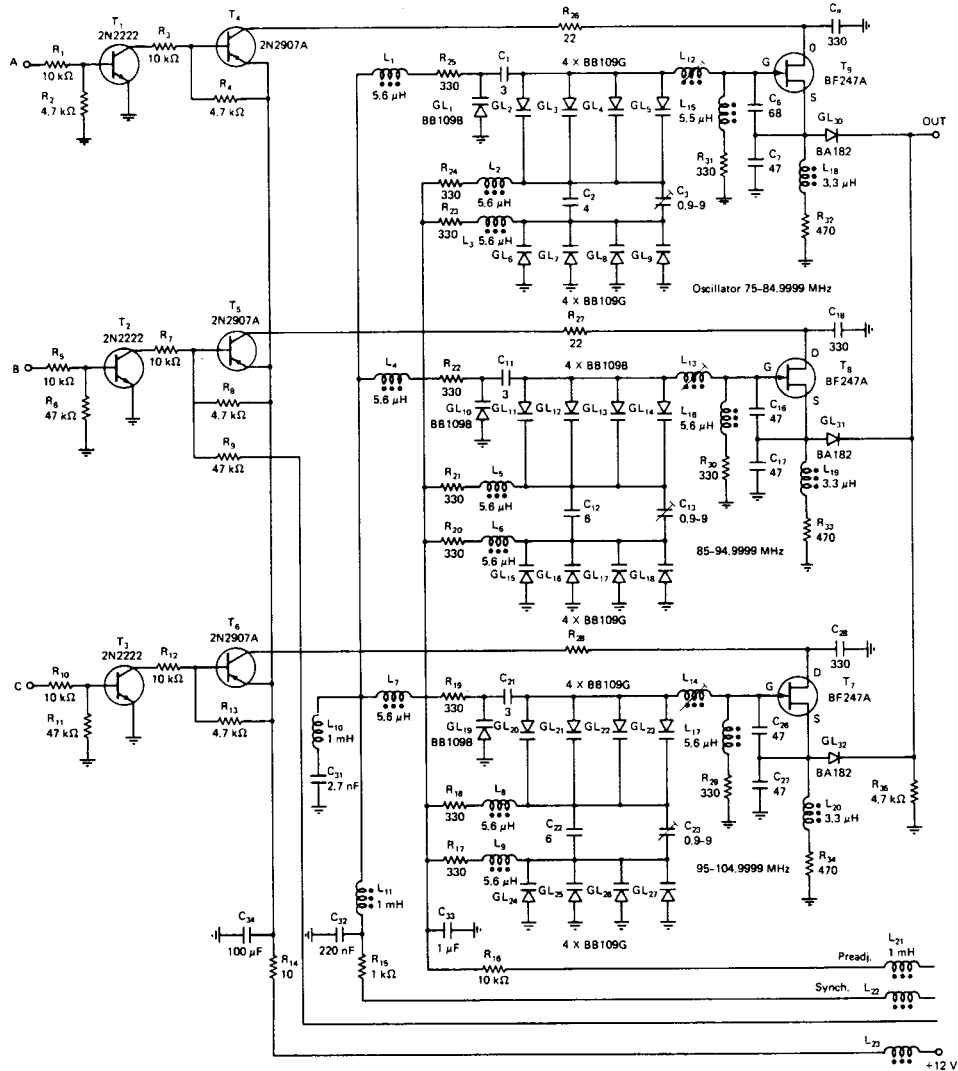 T₁
2N2222
T₄
2N2907A
R₁
10 kΩ
R₂
4.7 kΩ
R₃
10 kΩ
R₄
4.7 kΩ
A
R₂₆
22
C₈
330
L₁
5.6 μH
R₂₅
330
C₁
3
4 × BB109G
GL₁
BB109B
GL₂
GL₃
GL₄
GL₅
L₁₂
L₁₅
5.5 μH
R₃₁
330
G
D
S
T₉
BF247A
C₆
68
C₇
47
GL₃₀
BA182
OUT
L₁₈
3.3 μH
R₃₂
470
R₂₄
330
L₂
5.6 μH
R₂₃
330
L₃
5.6 μH
C₂
4
C₃
0.9–9
GL₆
GL₇
GL₈
GL₉
4 × BB109G
Oscillator 75–84.9999 MHz
T₂
2N2222
T₅
2N2907A
B
R₅
10 kΩ
R₆
47 kΩ
R₇
10 kΩ
R₈
4.7 kΩ
R₉
47 kΩ
R₂₇
22
C₁₈
330
L₄
5.6 μH
R₂₂
330
C₁₁
3
4 × BB109B
GL₁₀
BB109B
GL₁₁
GL₁₂
GL₁₃
GL₁₄
L₁₃
L₁₆
5.6 μH
R₃₀
330
G
D
S
T₈
BF247A
C₁₆
47
C₁₇
47
GL₃₁
BA182
L₁₉
3.3 μH
R₃₃
470
R₂₁
330
L₅
5.6 μH
R₂₀
330
L₆
5.6 μH
C₁₂
6
C₁₃
0.9–9
GL₁₅
GL₁₆
GL₁₇
GL₁₈
4 × BB109G
85–94.9999 MHz
T₃
2N2222
T₆
2N2907A
C
R₁₀
10 kΩ
R₁₁
47 kΩ
R₁₂
10 kΩ
R₁₃
4.7 kΩ
R₂₈
C₂₈
330
L₇
5.6 μH
L₁₀
1 mH
C₃₁
2.7 nF
R₁₉
330
C₂₁
3
4 × BB109G
GL₁₉
BB109B
GL₂₀
GL₂₁
GL₂₂
GL₂₃
L₁₄
L₁₇
5,6 μH
R₂₉
330
G
D
S
T₇
BF247A
C₂₆
47
C₂₇
47
GL₃₂
BA182
L₂₀
3.3 μH
R₃₄
470
R₃₅
4.7 kΩ
R₁₈
330
L₈
5.6 μH
R₁₇
330
L₉
5.6 μH
C₂₂
6
C₂₃
0.9–9
GL₂₄
GL₂₅
GL₂₆
GL₂₇
4 × BB109G
95–104.9999 MHz
L₁₁
1 mH
C₃₄
100 μF
C₃₂
220 nF
C₃₃
1 μF
R₁₄
10
R₁₅
1 kΩ
R₁₆
10 kΩ
Preadj.
L₂₁
1 mH
Synch.
L₂₂
L₂₃
+12 V